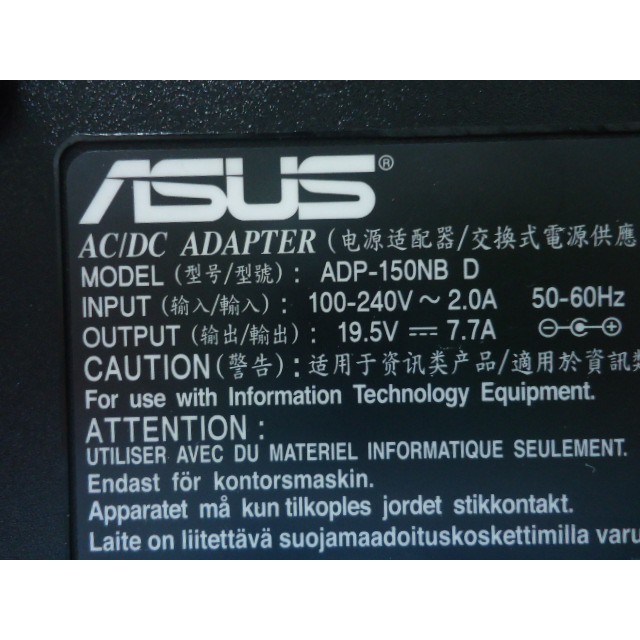 ASUS®
AC/DC ADAPTER (电源适配器/交换式電源供應
MODEL (型号/型號) : ADP-150NB D
INPUT (输入/輸入) : 100-240V ~ 2.0A 50-60Hz
OUTPUT (输出/輸出) : 19.5V ⎓ 7.7A
CAUTION (警告) : 适用于资讯类产品/適用於資訊類
For use with Information Technology Equipment.
ATTENTION :
UTILISER AVEC DU MATERIEL INFORMATIQUE SEULEMENT.
Endast för kontorsmaskin.
Apparatet må kun tilkoples jordet stikkontakt.
Laite on liitettävä suojamaadoituskoskettimilla varu